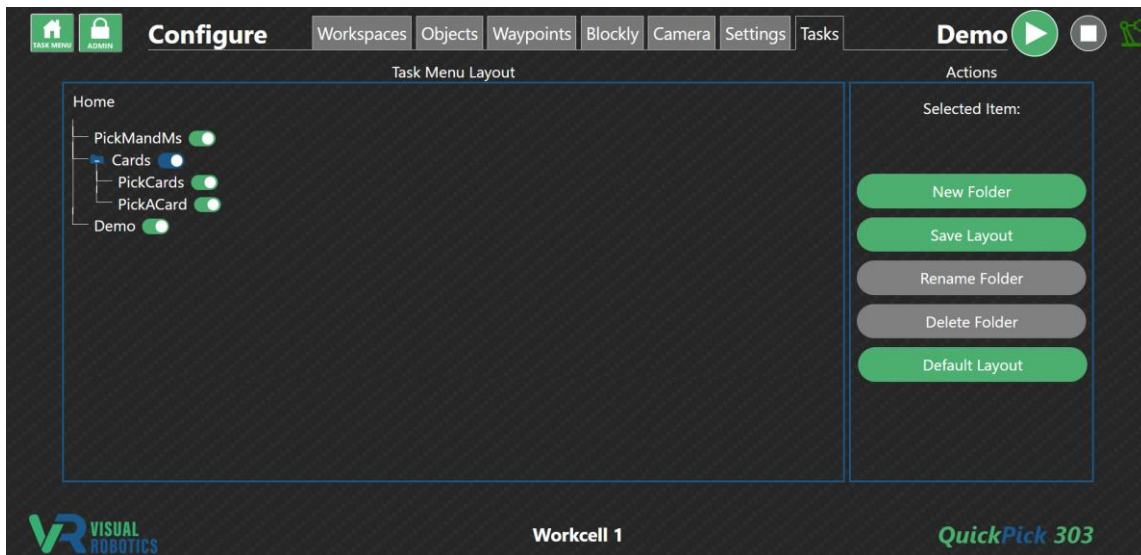 TASK MENU
ADMIN
Configure
Workspaces Objects Waypoints Blockly Camera Settings Tasks
Demo
Task Menu Layout
Actions
Home
PickMandMs
Cards
PickCards
PickACard
Demo
Selected Item:
New Folder
Save Layout
Rename Folder
Delete Folder
Default Layout
VR VISUAL
ROBOTICS
Workcell 1
QuickPick 303